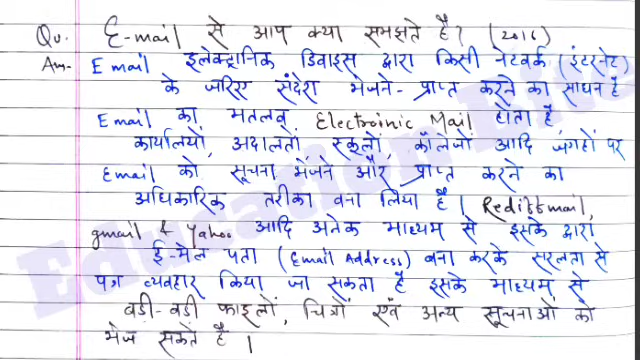 Qu. E-mail से आप क्या समझते है? (2016)
Ans- Email इलेक्ट्रानिक डिवाइस द्वारा किसी नेटवर्क (इंटरनेट)
के जरिए संदेश भेजने- प्राप्त करने का साधन है
Email का मतलब Electroinic Mail होता है
कार्यालयों, अदालतों, स्कूलों, कॉलेजों आदि जगहों पर
Email को सूचना भेजने और प्राप्त करने का
अधिकारिक तरीका बना लिया है। Rediffmail,
gmail & Yahoo आदि अनेक माध्यम से इसके द्वारा
ई-मेल पता (Email Address) बना करके सरलता से
पत्र व्यवहार किया जा सकता है इसके माध्यम से
बडी-बडी फाइलों, चित्रों एवं अन्य सूचनाओ को
भेज सकते है।
Education